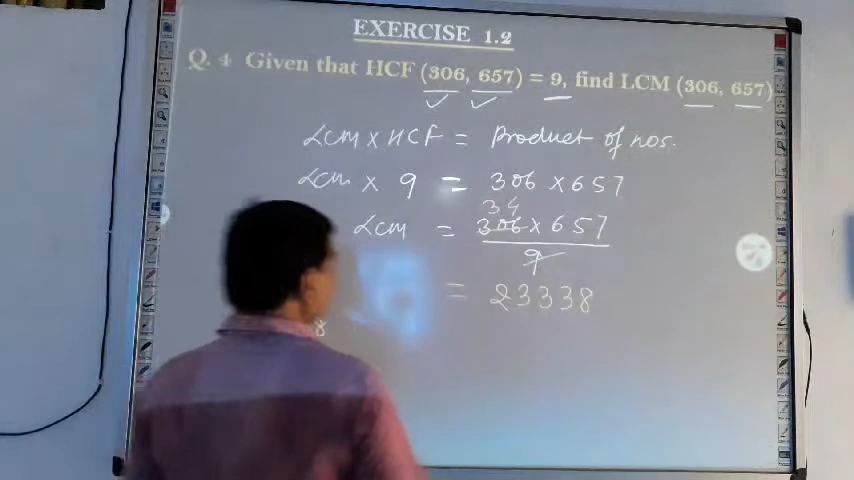 EXERCISE 1.2
Q. 4 Given that HCF (306, 657) = 9, find LCM (306, 657)
LCM x HCF = Product of nos.
LCM x 9 = 306 x 657
34
LCM = 306 x 657
9
= 23338
8